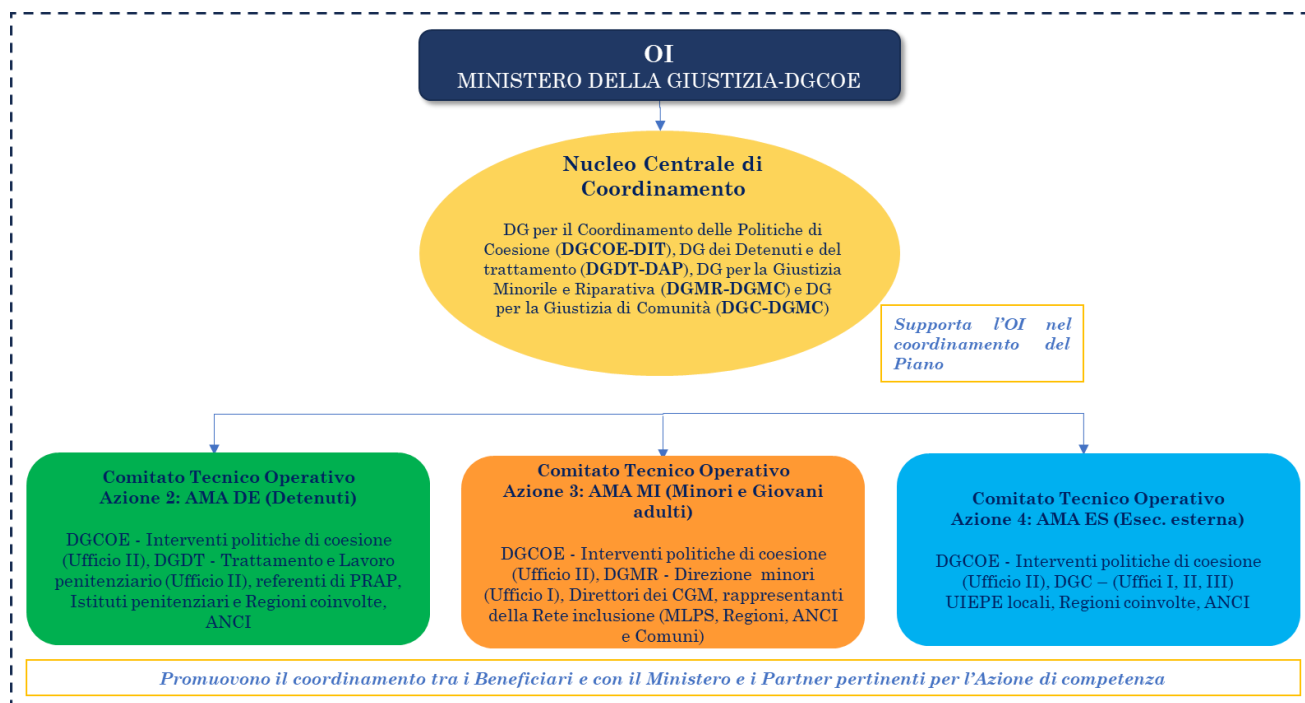 OI
MINISTERO DELLA GIUSTIZIA-DGCOE
Nucleo Centrale di
Coordinamento
DG per il Coordinamento delle Politiche di
Coesione (DGCOE-DIT), DG dei Detenuti e del
trattamento (DGDT-DAP), DG per la Giustizia
Minorile e Riparativa (DGMR-DGMC) e DG
per la Giustizia di Comunità (DGC-DGMC)
Supporta l'OI nel
coordinamento del
Piano
Comitato Tecnico Operativo
Azione 2: AMA DE (Detenuti)
DGCOE - Interventi politiche di coesione
(Ufficio II), DGDT - Trattamento e Lavoro
penitenziario (Ufficio II), referenti di PRAP,
Istituti penitenziari e Regioni coinvolte,
ANCI
Comitato Tecnico Operativo
Azione 3: AMA MI (Minori e Giovani
adulti)
DGCOE - Interventi politiche di coesione
(Ufficio II), DGMR - Direzione minori
(Ufficio I), Direttori dei CGM, rappresentanti
della Rete inclusione (MLPS, Regioni, ANCI
e Comuni)
Comitato Tecnico Operativo
Azione 4: AMA ES (Esec. esterna)
DGCOE - Interventi politiche di coesione
(Ufficio II), DGC – (Uffici I, II, III)
UIEPE locali, Regioni coinvolte, ANCI
Promuovono il coordinamento tra i Beneficiari e con il Ministero e i Partner pertinenti per l'Azione di competenza